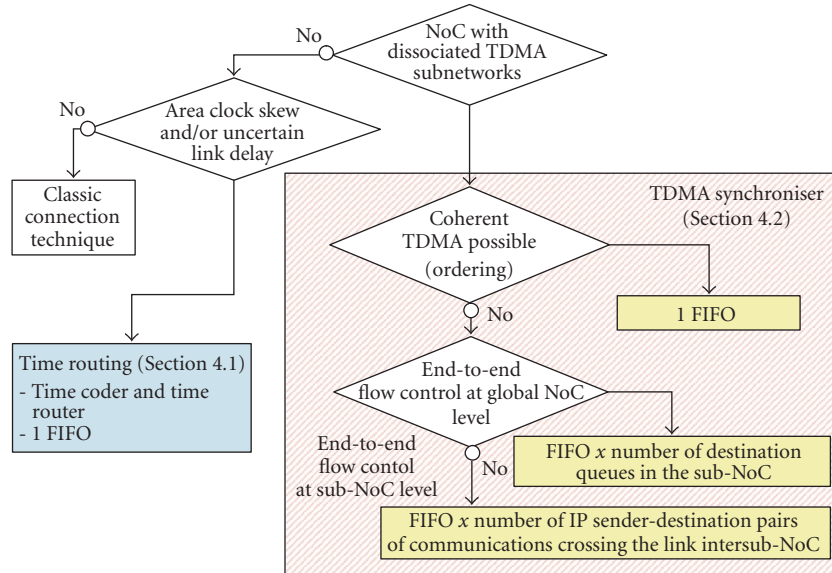 NoC with
dissociated TDMA
subnetworks
No
Area clock skew
and/or uncertain
link delay
No
Classic
connection
technique
TDMA synchroniser
(Section 4.2)
Coherent
TDMA possible
(ordering)
1 FIFO
No
Time routing (Section 4.1)
- Time coder and time
router
- 1 FIFO
End-to-end
flow control at global NoC
level
End-to-end
flow contol
at sub-NoC level
No
FIFO x number of destination
queues in the sub-NoC
FIFO x number of IP sender-destination pairs
of communications crossing the link intersub-NoC